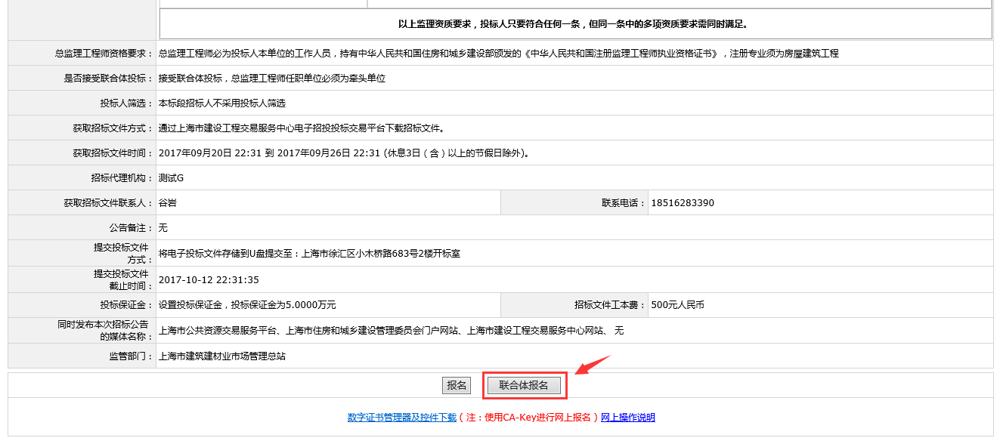 以上监理资质要求，投标人只要符合任何一条，但同一条中的多项资质要求需同时满足。
总监理工程师资格要求： 总监理工程师必为投标人本单位的工作人员，持有中华人民共和国住房和城乡建设部颁发的《中华人民共和国注册监理工程师执业资格证书》，注册专业须为房屋建筑工程
是否接受联合体投标： 接受联合体投标，总监理工程师任职单位必须为牵头单位
投标人筛选： 本标段招标人不采用投标人筛选
获取招标文件方式： 通过上海市建设工程交易服务中心电子招投投标交易平台下载招标文件。
获取招标文件时间： 2017年09月20日 22:31 到 2017年09月26日 22:31 (休息3日（含）以上的节假日除外)。
招标代理机构： 测试G
获取招标文件联系人： 谷岩 联系电话： 18516283390
公告备注： 无
提交投标文件
方式： 将电子投标文件存储到U盘提交至：上海市徐汇区小木桥路683号2楼开标室
提交投标文件
截止时间： 2017-10-12 22:31:35
投标保证金： 设置投标保证金，投标保证金为5.0000万元 招标文件工本费： 500元人民币
同时发布本次招标公告
的媒体名称： 上海市公共资源交易服务平台、上海市住房和城乡建设管理委员会门户网站、上海市建设工程交易服务中心网站、 无
监管部门： 上海市建筑建材业市场管理总站
报名 联合体报名
数字证书管理器及控件下载（注：使用CA-Key进行网上报名）网上操作说明